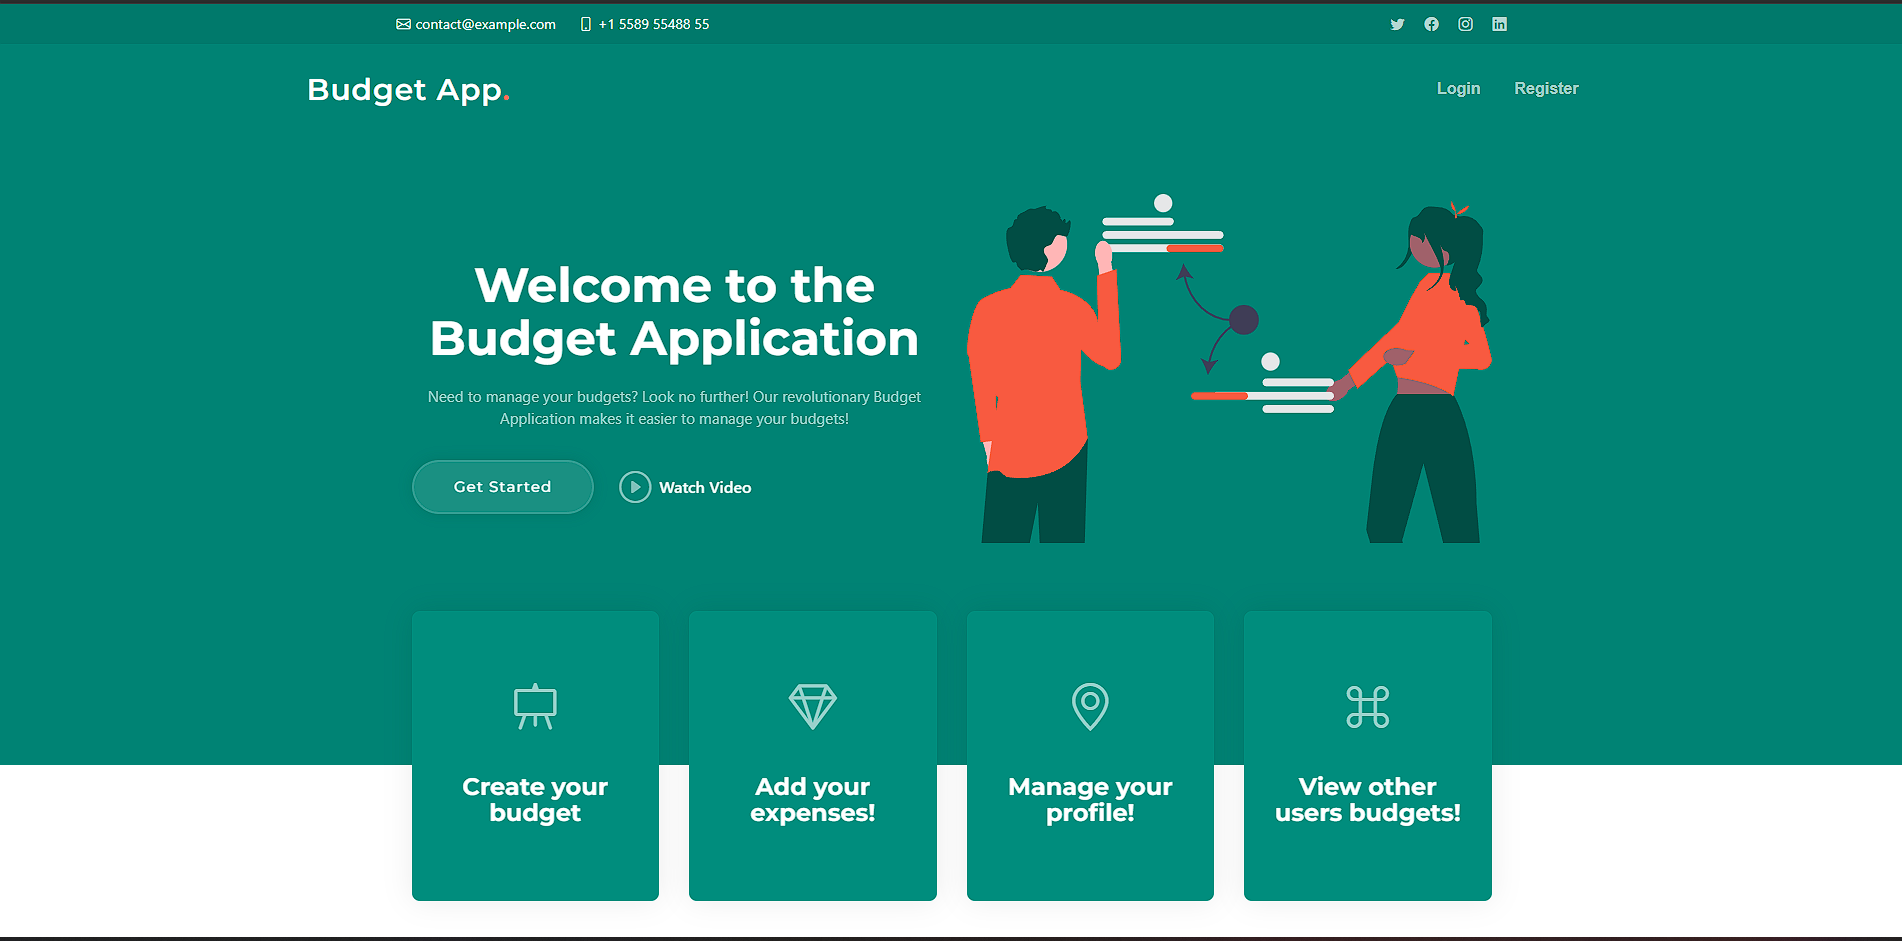 contact@example.com +1 5589 55488 55
Budget App.
Login Register
Welcome to the
Budget Application
Need to manage your budgets? Look no further! Our revolutionary Budget
Application makes it easier to manage your budgets!
Get Started Watch Video
Create your
budget
Add your
expenses!
Manage your
profile!
View other
users budgets!